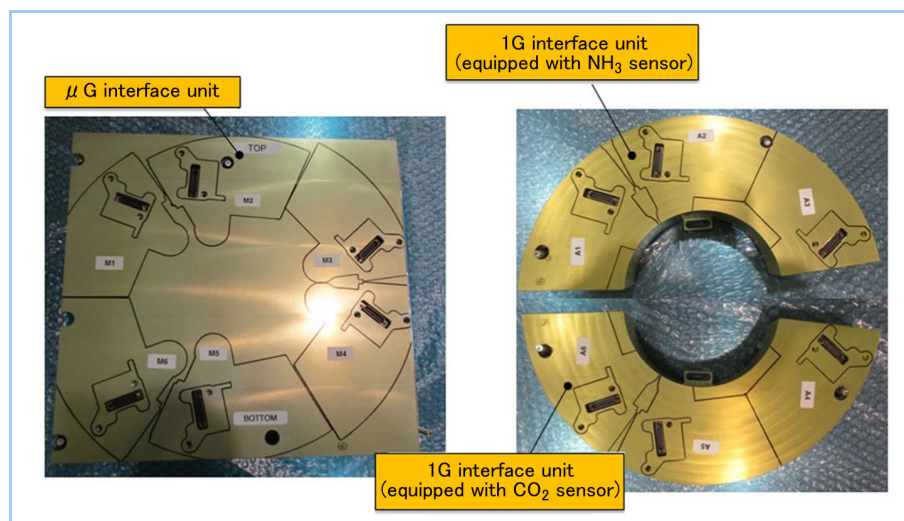 1G interface unit
(equipped with NH₃ sensor)
μG interface unit
TOP
M2
M1
M3
M4
M5
M6
BOTTOM
A2
A3
A1
A6
A4
A5
1G interface unit
(equipped with CO₂ sensor)